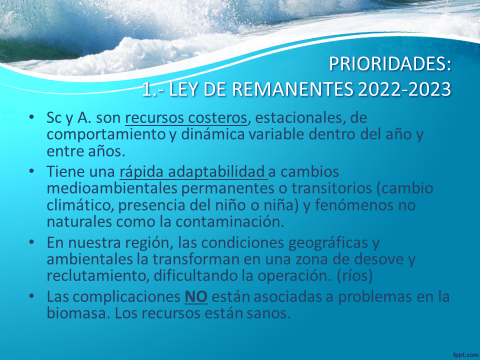 PRIORIDADES:
1.- LEY DE REMANENTES 2022-2023
• Sc y A. son recursos costeros, estacionales, de
comportamiento y dinámica variable dentro del año y
entre años.
• Tiene una rápida adaptabilidad a cambios
medioambientales permanentes o transitorios (cambio
climático, presencia del niño o niña) y fenómenos no
naturales como la contaminación.
• En nuestra región, las condiciones geográficas y
ambientales la transforman en una zona de desove y
reclutamiento, dificultando la operación. (ríos)
• Las complicaciones NO están asociadas a problemas en la
biomasa. Los recursos están sanos.
fppt.com